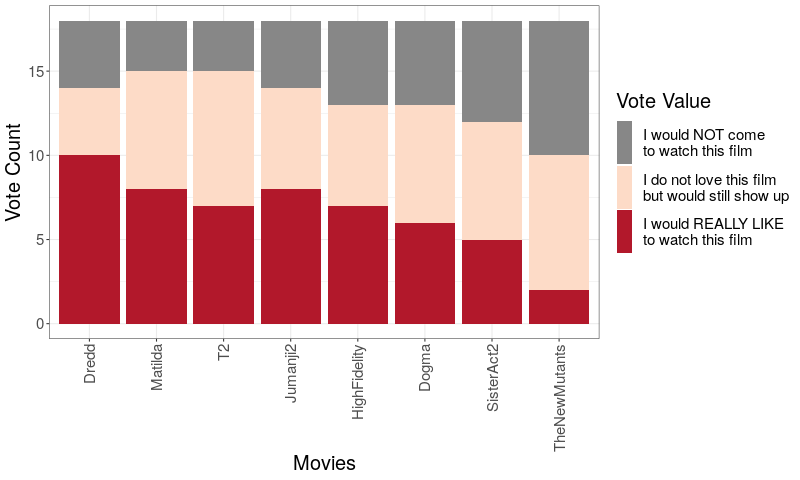 Vote Count
15
10
5
0
Dredd
Matilda
T2
Jumanji2
HighFidelity
Dogma
SisterAct2
TheNewMutants
Movies
Vote Value
I would NOT come
to watch this film
I do not love this film
but would still show up
I would REALLY LIKE
to watch this film